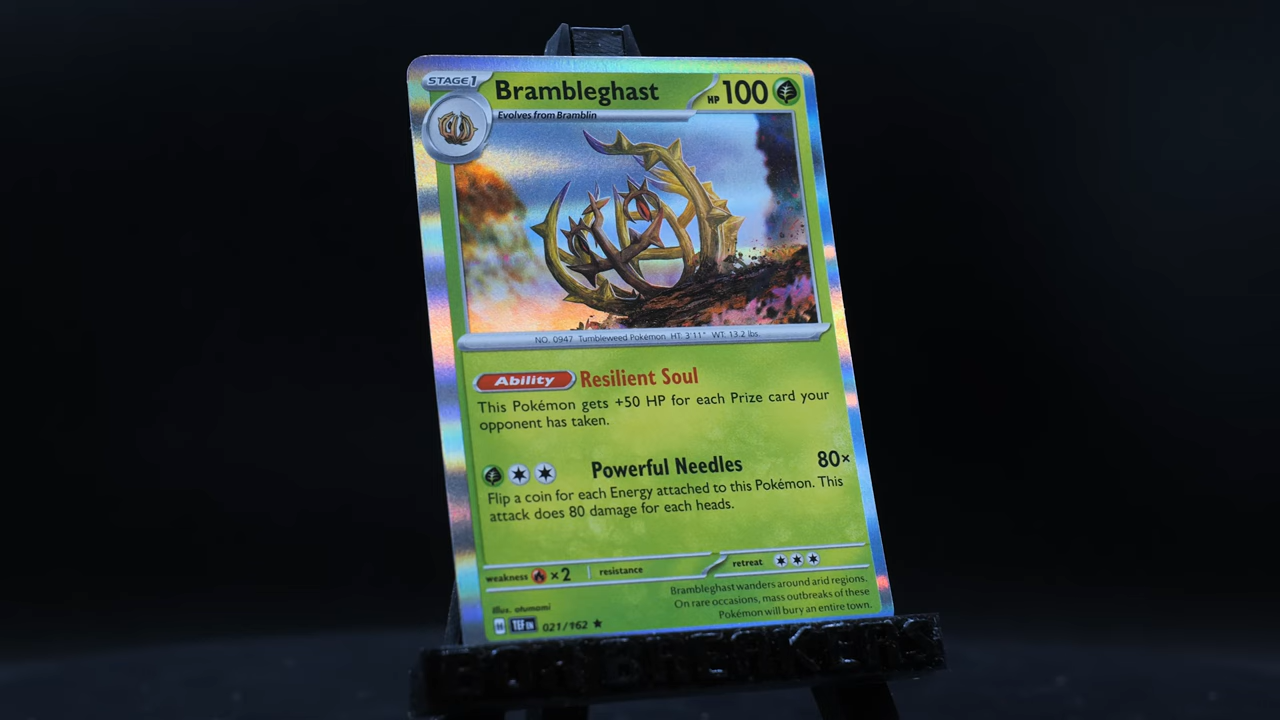 STAGE 1
Brambleghast
HP 100
Evolves from Bramblin
NO. 0947 Tumbleweed Pokémon HT: 3'11" WT: 13.2 lbs.
Ability Resilient Soul
This Pokémon gets +50 HP for each Prize card your
opponent has taken.
Powerful Needles 80×
Flip a coin for each Energy attached to this Pokémon. This
attack does 80 damage for each heads.
weakness ×2 resistance retreat
Brambleghast wanders around arid regions.
On rare occasions, mass outbreaks of these
Pokémon will bury an entire town.
Illus. otumami
H TEF EN 021/162 ★